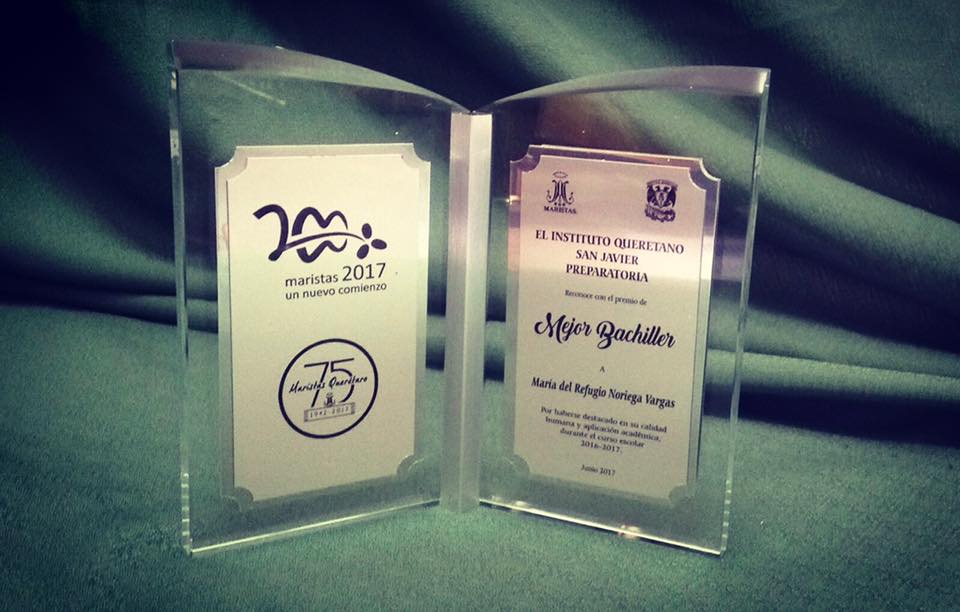 maristas 2017
un nuevo comienzo
75
Maristas Querétaro
1942-2017
MARISTAS
EL INSTITUTO QUERETANO
SAN JAVIER
PREPARATORIA
Reconoce con el premio de
Mejor Bachiller
A
María del Refugio Noriega Vargas
Por haberse destacado en su calidad
humana y aplicación académica,
durante el curso escolar
2016-2017.
Junio 2017